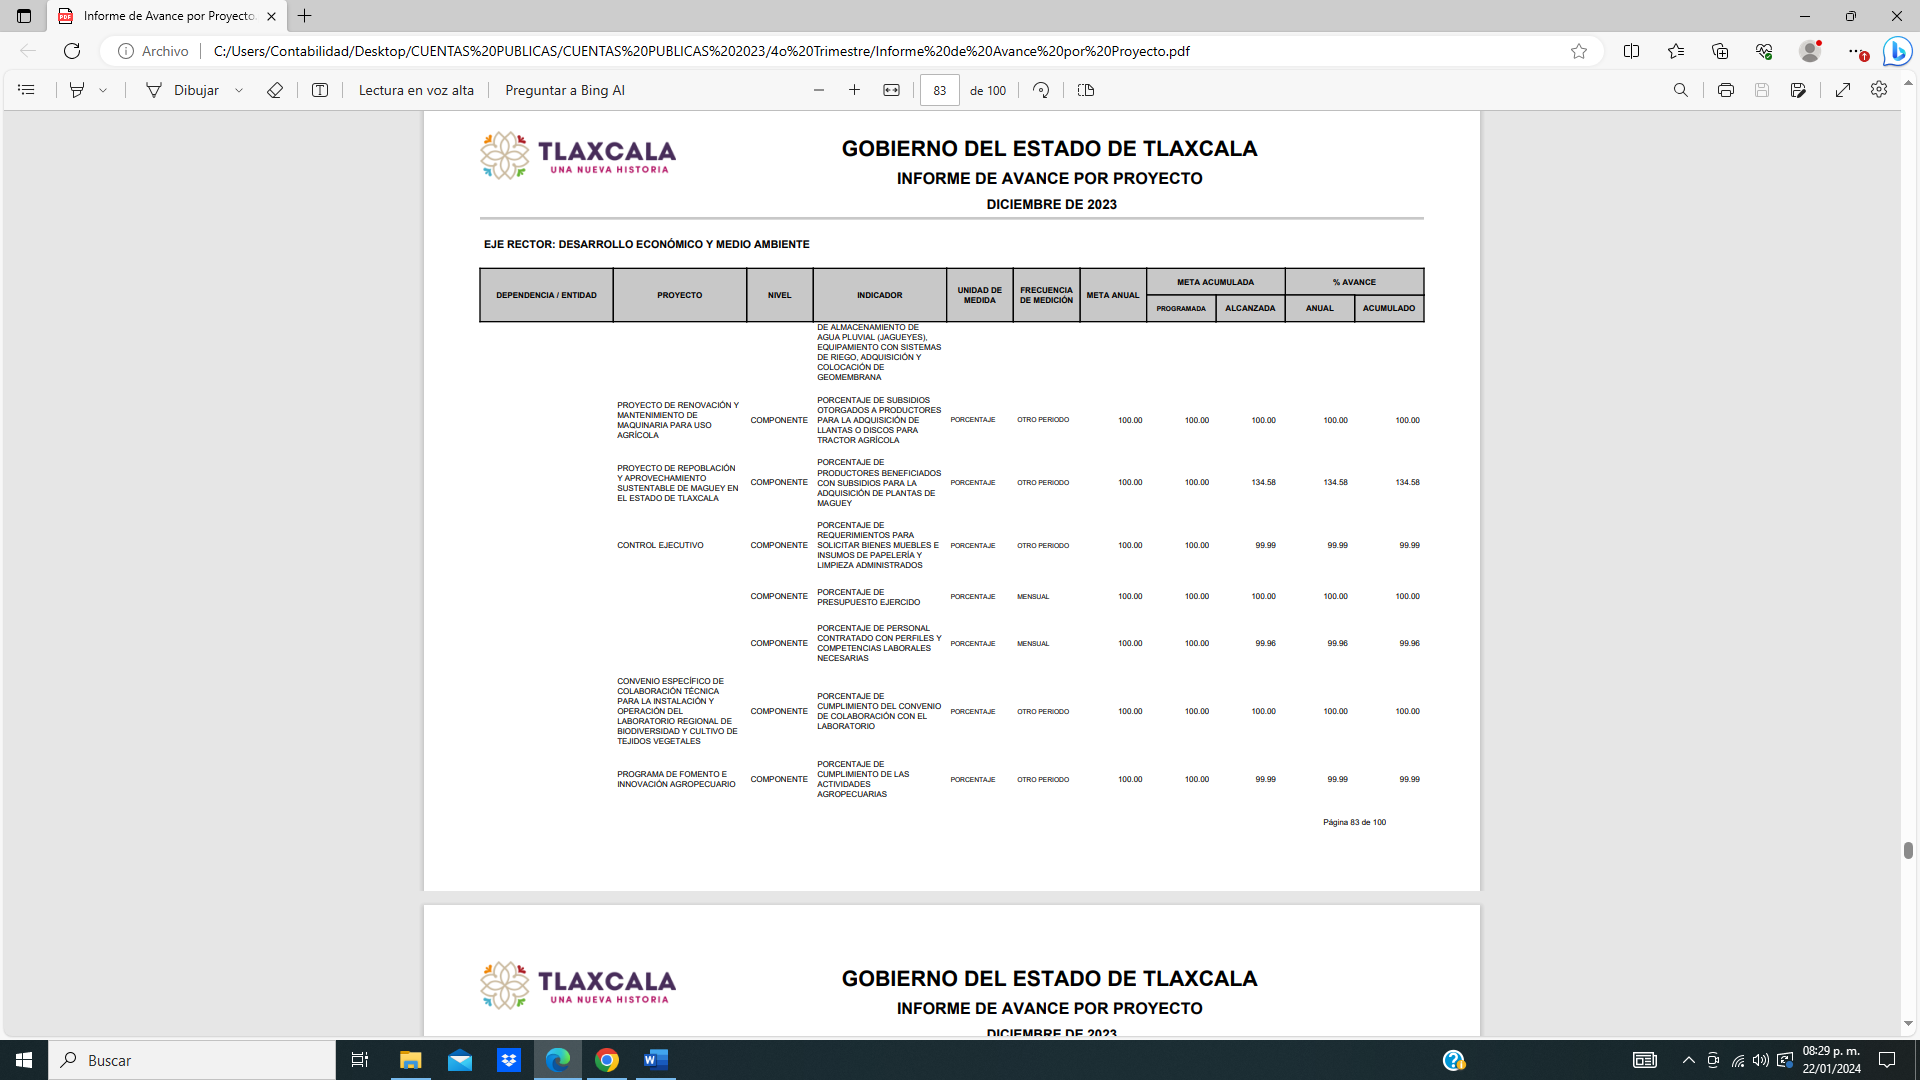 Informe de Avance por Proyecto.
Archivo
C:/Users/Contabilidad/Desktop/CUENTAS%20PUBLICAS/CUENTAS%20PUBLICAS%202023/4o%20Trimestre/Informe%20de%20Avance%20por%20Proyecto.pdf
Dibujar
Lectura en voz alta
Preguntar a Bing AI
83 de 100
TLAXCALA
UNA NUEVA HISTORIA
GOBIERNO DEL ESTADO DE TLAXCALA
INFORME DE AVANCE POR PROYECTO
DICIEMBRE DE 2023
EJE RECTOR: DESARROLLO ECONÓMICO Y MEDIO AMBIENTE
DEPENDENCIA / ENTIDAD
PROYECTO
NIVEL
INDICADOR
UNIDAD DE
MEDIDA
FRECUENCIA
DE MEDICIÓN
META ANUAL
META ACUMULADA
PROGRAMADA
ALCANZADA
% AVANCE
ANUAL
ACUMULADO
DE ALMACENAMIENTO DE
AGUA PLUVIAL (JAGUEYES),
EQUIPAMIENTO CON SISTEMAS
DE RIEGO, ADQUISICIÓN Y
COLOCACIÓN DE
GEOMEMBRANA
PROYECTO DE RENOVACIÓN Y
MANTENIMIENTO DE
MAQUINARIA PARA USO
AGRÍCOLA
COMPONENTE
PORCENTAJE DE SUBSIDIOS
OTORGADOS A PRODUCTORES
PARA LA ADQUISICIÓN DE
LLANTAS O DISCOS PARA
TRACTOR AGRÍCOLA
PORCENTAJE
OTRO PERIODO
100.00 100.00 100.00 100.00 100.00
PROYECTO DE REPOBLACIÓN
Y APROVECHAMIENTO
SUSTENTABLE DE MAGUEY EN
EL ESTADO DE TLAXCALA
COMPONENTE
PORCENTAJE DE
PRODUCTORES BENEFICIADOS
CON SUBSIDIOS PARA LA
ADQUISICIÓN DE PLANTAS DE
MAGUEY
PORCENTAJE
OTRO PERIODO
100.00 100.00 134.58 134.58 134.58
CONTROL EJECUTIVO
COMPONENTE
PORCENTAJE DE
REQUERIMIENTOS PARA
SOLICITAR BIENES MUEBLES E
INSUMOS DE PAPELERÍA Y
LIMPIEZA ADMINISTRADOS
PORCENTAJE
OTRO PERIODO
100.00 100.00 99.99 99.99 99.99
COMPONENTE
PORCENTAJE DE
PRESUPUESTO EJERCIDO
PORCENTAJE
MENSUAL
100.00 100.00 100.00 100.00 100.00
COMPONENTE
PORCENTAJE DE PERSONAL
CONTRATADO CON PERFILES Y
COMPETENCIAS LABORALES
NECESARIAS
PORCENTAJE
MENSUAL
100.00 100.00 99.96 99.96 99.96
CONVENIO ESPECÍFICO DE
COLABORACIÓN TÉCNICA
PARA LA INSTALACIÓN Y
OPERACIÓN DEL
LABORATORIO REGIONAL DE
BIODIVERSIDAD Y CULTIVO DE
TEJIDOS VEGETALES
COMPONENTE
PORCENTAJE DE
CUMPLIMIENTO DEL CONVENIO
DE COLABORACIÓN CON EL
LABORATORIO
PORCENTAJE
OTRO PERIODO
100.00 100.00 100.00 100.00 100.00
PROGRAMA DE FOMENTO E
INNOVACIÓN AGROPECUARIO
COMPONENTE
PORCENTAJE DE
CUMPLIMIENTO DE LAS
ACTIVIDADES
AGROPECUARIAS
PORCENTAJE
OTRO PERIODO
100.00 100.00 99.99 99.99 99.99
Página 83 de 100
TLAXCALA
UNA NUEVA HISTORIA
GOBIERNO DEL ESTADO DE TLAXCALA
INFORME DE AVANCE POR PROYECTO
DICIEMBRE DE 2023
Buscar
08:29 p. m.
22/01/2024